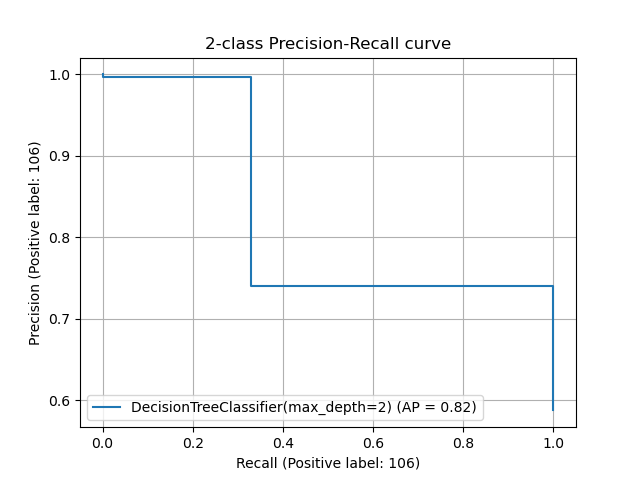 2-class Precision-Recall curve
1.0
0.9
0.8
0.7
0.6
Precision (Positive label: 106)
DecisionTreeClassifier(max_depth=2) (AP = 0.82)
0.0 0.2 0.4 0.6 0.8 1.0
Recall (Positive label: 106)